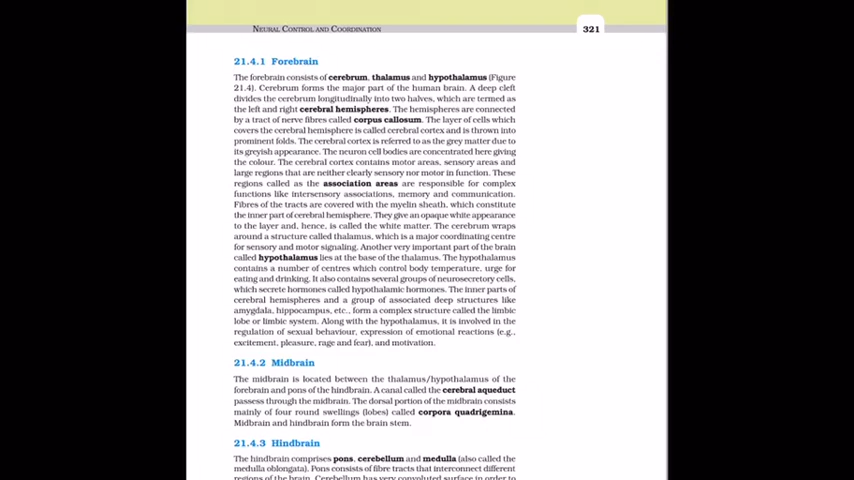 NEURAL CONTROL AND COORDINATION
321
21.4.1 Forebrain
The forebrain consists of cerebrum, thalamus and hypothalamus (Figure
21.4). Cerebrum forms the major part of the human brain. A deep cleft
divides the cerebrum longitudinally into two halves, which are termed as
the left and right cerebral hemispheres. The hemispheres are connected
by a tract of nerve fibres called corpus callosum. The layer of cells which
covers the cerebral hemisphere is called cerebral cortex and is thrown into
prominent folds. The cerebral cortex is referred to as the grey matter due to
its greyish appearance. The neuron cell bodies are concentrated here giving
the colour. The cerebral cortex contains motor areas, sensory areas and
large regions that are neither clearly sensory nor motor in function. These
regions called as the association areas are responsible for complex
functions like intersensory associations, memory and communication.
Fibres of the tracts are covered with the myelin sheath, which constitute
the inner part of cerebral hemisphere. They give an opaque white appearance
to the layer and, hence, is called the white matter. The cerebrum wraps
around a structure called thalamus, which is a major coordinating centre
for sensory and motor signaling. Another very important part of the brain
called hypothalamus lies at the base of the thalamus. The hypothalamus
contains a number of centres which control body temperature, urge for
eating and drinking. It also contains several groups of neurosecretory cells,
which secrete hormones called hypothalamic hormones. The inner parts of
cerebral hemispheres and a group of associated deep structures like
amygdala, hippocampus, etc., form a complex structure called the limbic
lobe or limbic system. Along with the hypothalamus, it is involved in the
regulation of sexual behaviour, expression of emotional reactions (e.g.,
excitement, pleasure, rage and fear), and motivation.
21.4.2 Midbrain
The midbrain is located between the thalamus/hypothalamus of the
forebrain and pons of the hindbrain. A canal called the cerebral aqueduct
passess through the midbrain. The dorsal portion of the midbrain consists
mainly of four round swellings (lobes) called corpora quadrigemina.
Midbrain and hindbrain form the brain stem.
21.4.3 Hindbrain
The hindbrain comprises pons, cerebellum and medulla (also called the
medulla oblongata). Pons consists of fibre tracts that interconnect different
regions of the brain. Cerebellum has very convoluted surface in order to